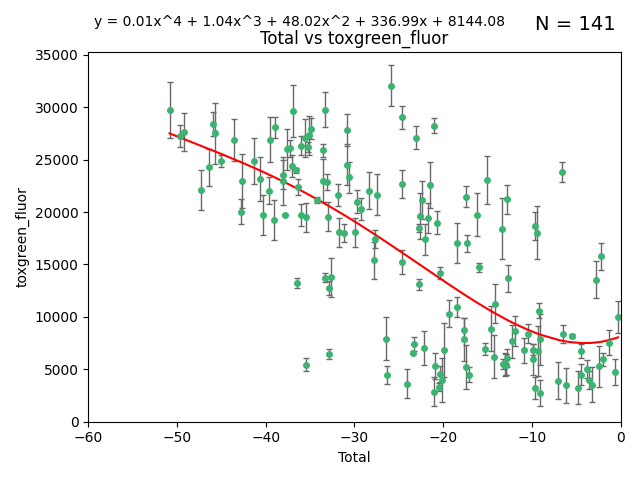 y = 0.01x^4 + 1.04x^3 + 48.02x^2 + 336.99x + 8144.08
N = 141
Total vs toxgreen_fluor
35000
30000
25000
20000
15000
10000
5000
0
toxgreen_fluor
−60 −50 −40 −30 −20 −10 0
Total